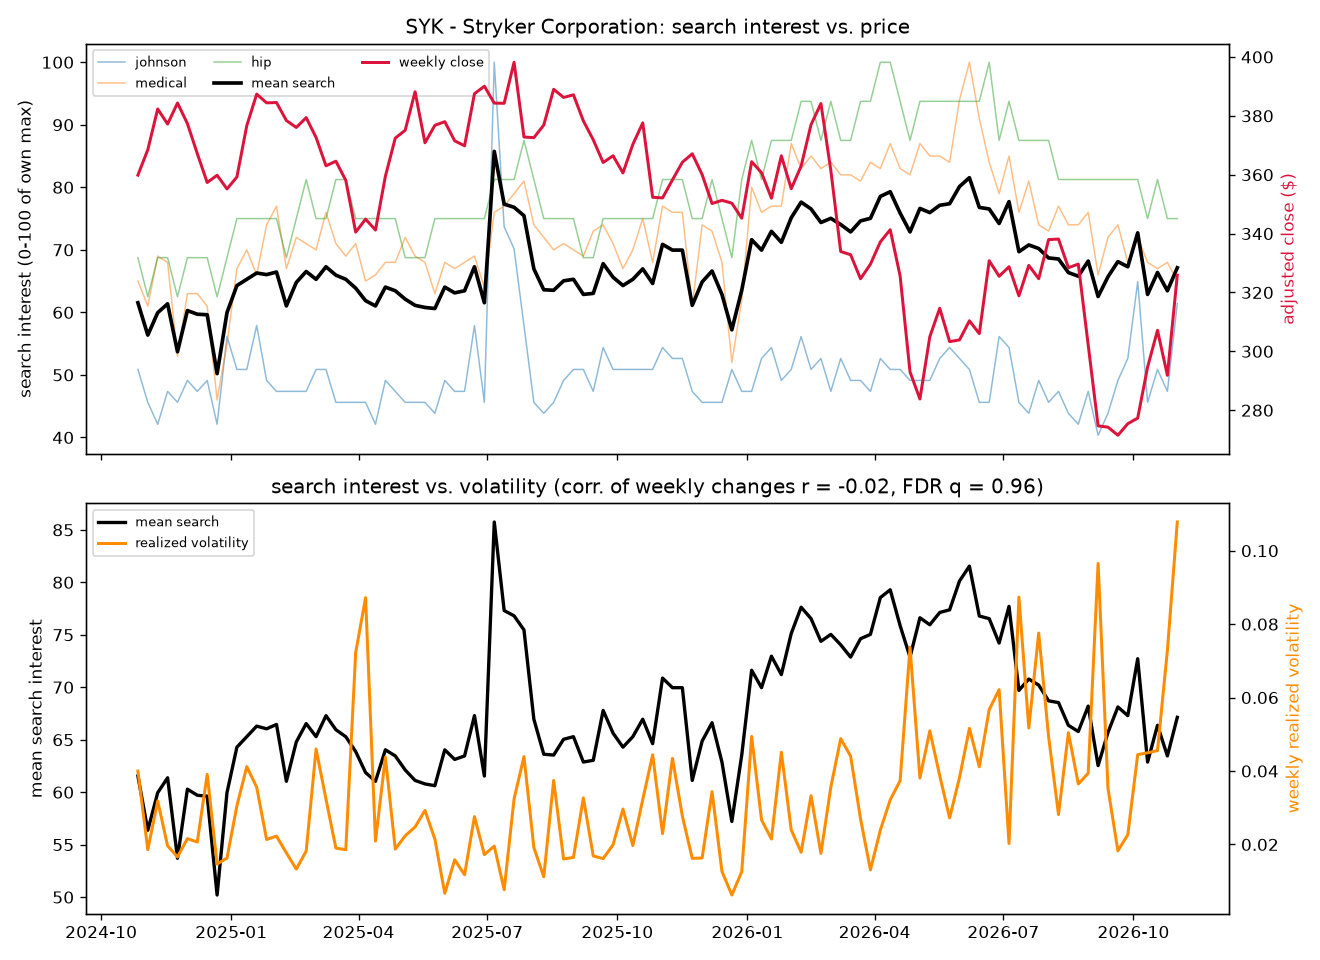 SYK - Stryker Corporation: search interest vs. price
johnson
medical
hip
mean search
weekly close
search interest (0-100 of own max)
100
90
80
70
60
50
40
adjusted close ($)
400
380
360
340
320
300
280
search interest vs. volatility (corr. of weekly changes r = -0.02, FDR q = 0.96)
mean search
realized volatility
mean search interest
85
80
75
70
65
60
55
50
weekly realized volatility
0.10
0.08
0.06
0.04
0.02
2024-10
2025-01
2025-04
2025-07
2025-10
2026-01
2026-04
2026-07
2026-10